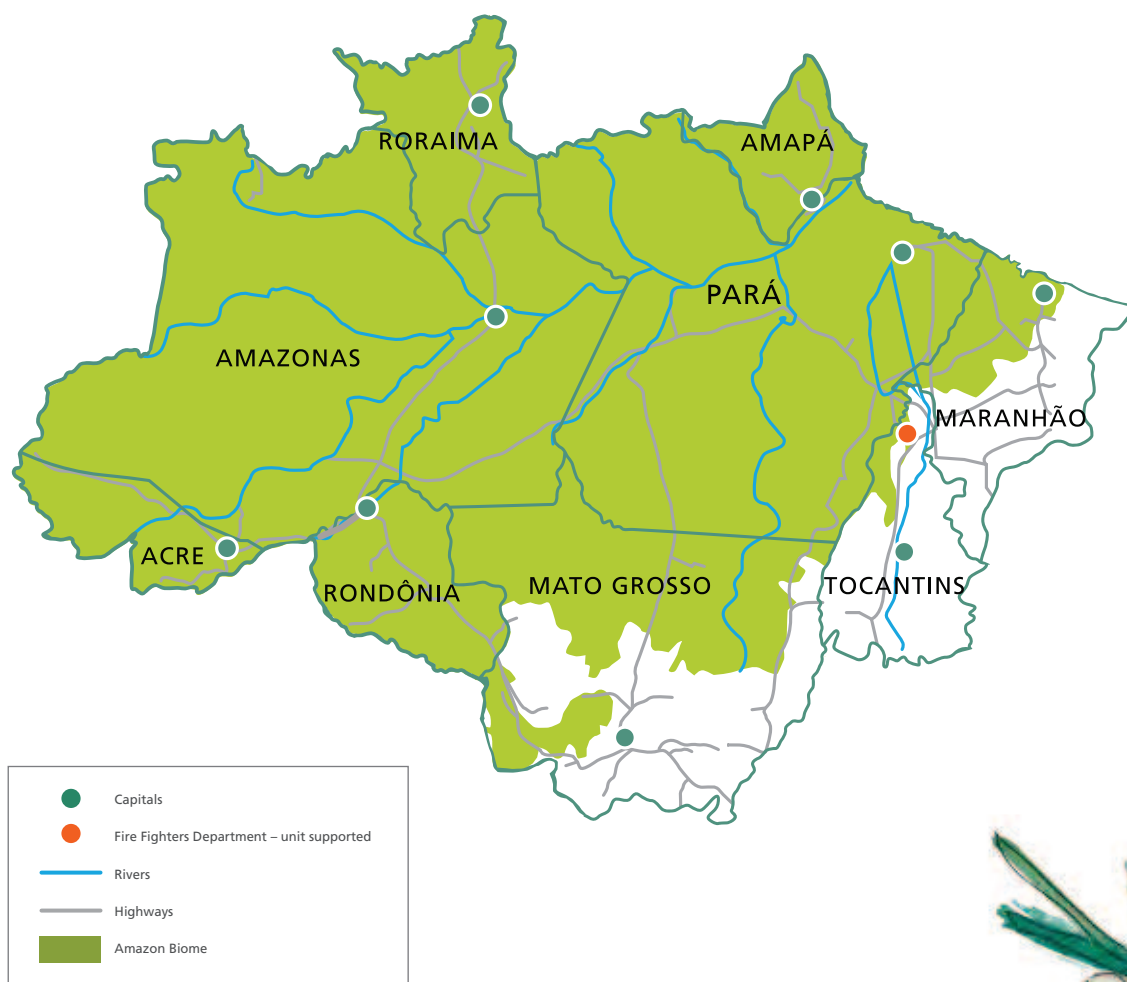 RORAIMA
AMAPÁ
PARÁ
AMAZONAS
MARANHÃO
ACRE
RONDÔNIA
MATO GROSSO
TOCANTINS
Capitals
Fire Fighters Department – unit supported
Rivers
Highways
Amazon Biome